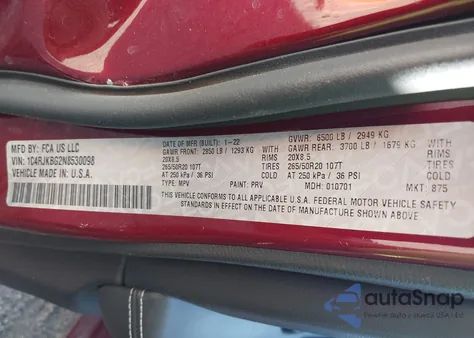 MFD BY: FCA US LLC
VIN: 1C4RJKBG2N8530098
VEHICLE MADE IN: U.S.A.
DATE OF MFR (BUILT): 1-22
GVWR: 6500 LB / 2949 KG
GAWR FRONT: 2850 LB / 1293 KG WITH
GAWR REAR: 3700 LB / 1679 KG WITH
20X8.5 RIMS
20X8.5 RIMS
265/50R20 107T TIRES
265/50R20 107T TIRES
AT 250 kPa / 36 PSI COLD
AT 250 kPa / 36 PSI COLD
TYPE: MPV PAINT: PRV MDH: 010701 MKT: 875
THIS VEHICLE CONFORMS TO ALL APPLICABLE U.S.A. FEDERAL MOTOR VEHICLE SAFETY
STANDARDS IN EFFECT ON THE DATE OF MANUFACTURE SHOWN ABOVE.
autoSnap